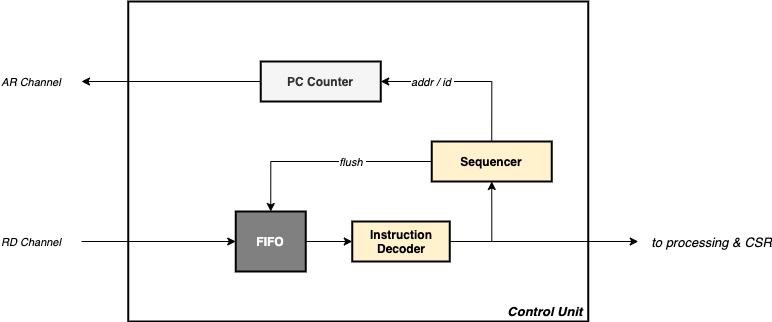 AR Channel
PC Counter
addr / id
flush
Sequencer
RD Channel
FIFO
Instruction
Decoder
to processing & CSR
Control Unit